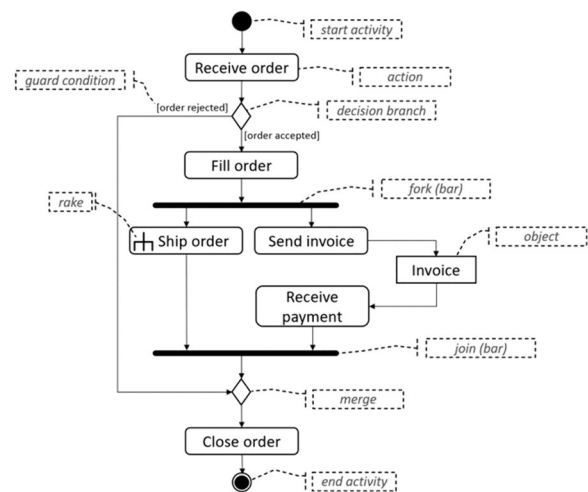 start activity
Receive order
action
guard condition
[order rejected]
decision branch
[order accepted]
Fill order
fork (bar)
rake
Ship order
Send invoice
object
Invoice
Receive
payment
join (bar)
merge
Close order
end activity